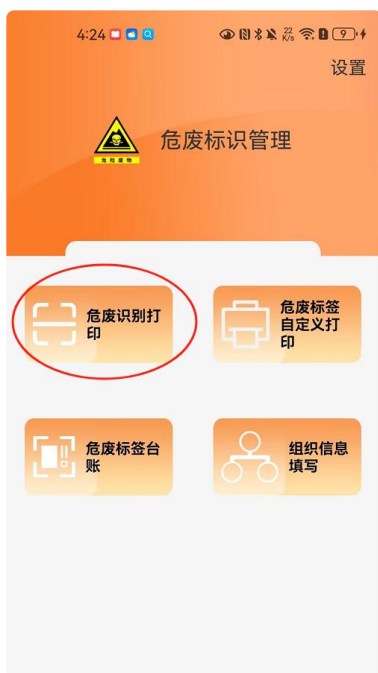 4:24
22
K/s
9
设置
危险废物
危废标识管理
危废识别打
印
危废标签
自定义打
印
危废标签台
账
组织信息
填写